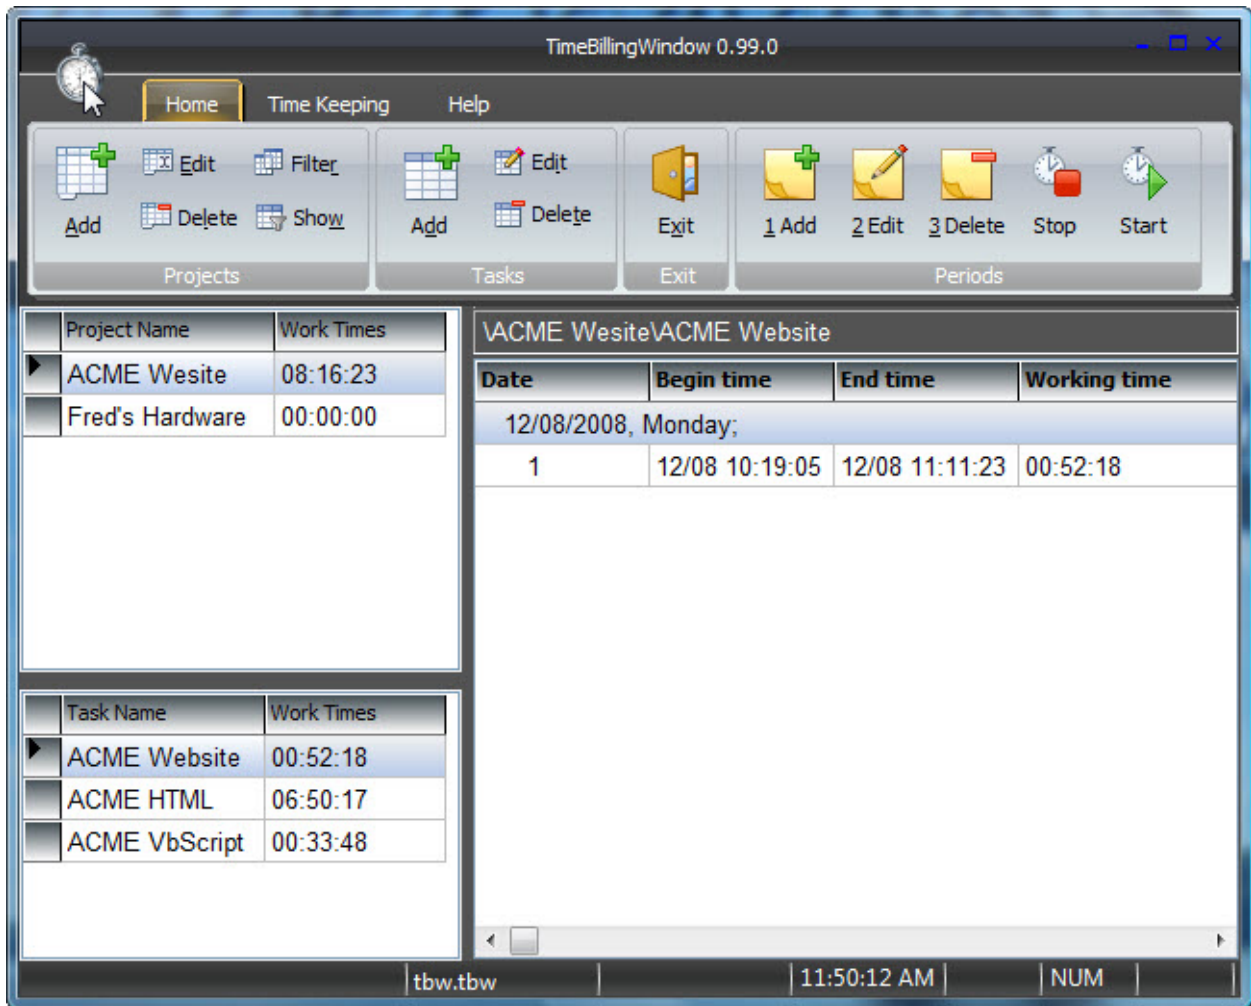 TimeBillingWindow 0.99.0
Home Time Keeping Help
Add Edit Filter Delete Show
Projects
Add Edit Delete
Tasks
Exit
Exit
1 Add 2 Edit 3 Delete Stop Start
Periods
Project Name Work Times
ACME Wesite 08:16:23
Fred's Hardware 00:00:00
Task Name Work Times
ACME Website 00:52:18
ACME HTML 06:50:17
ACME VbScript 00:33:48
\ACME Wesite\ACME Website
Date Begin time End time Working time
12/08/2008, Monday;
1 12/08 10:19:05 12/08 11:11:23 00:52:18
tbw.tbw 11:50:12 AM NUM